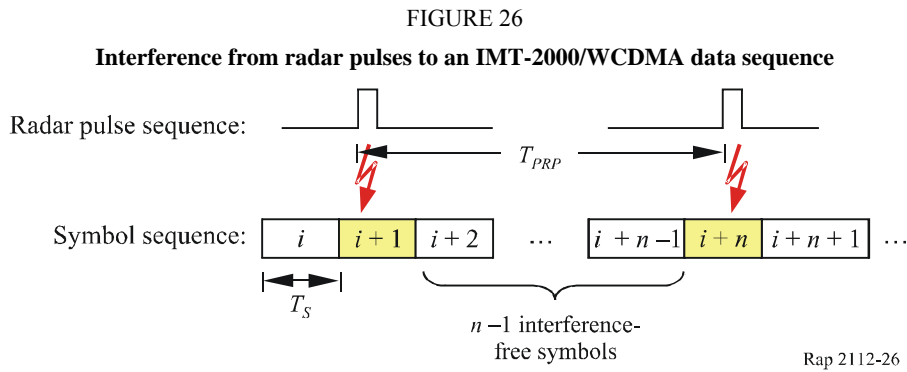 FIGURE 26
Interference from radar pulses to an IMT-2000/WCDMA data sequence
Radar pulse sequence:
T_PRP
Symbol sequence: i i + 1 i + 2 ... i + n –1 i + n i + n + 1 ...
T_S
n –1 interference-
free symbols
Rap 2112-26